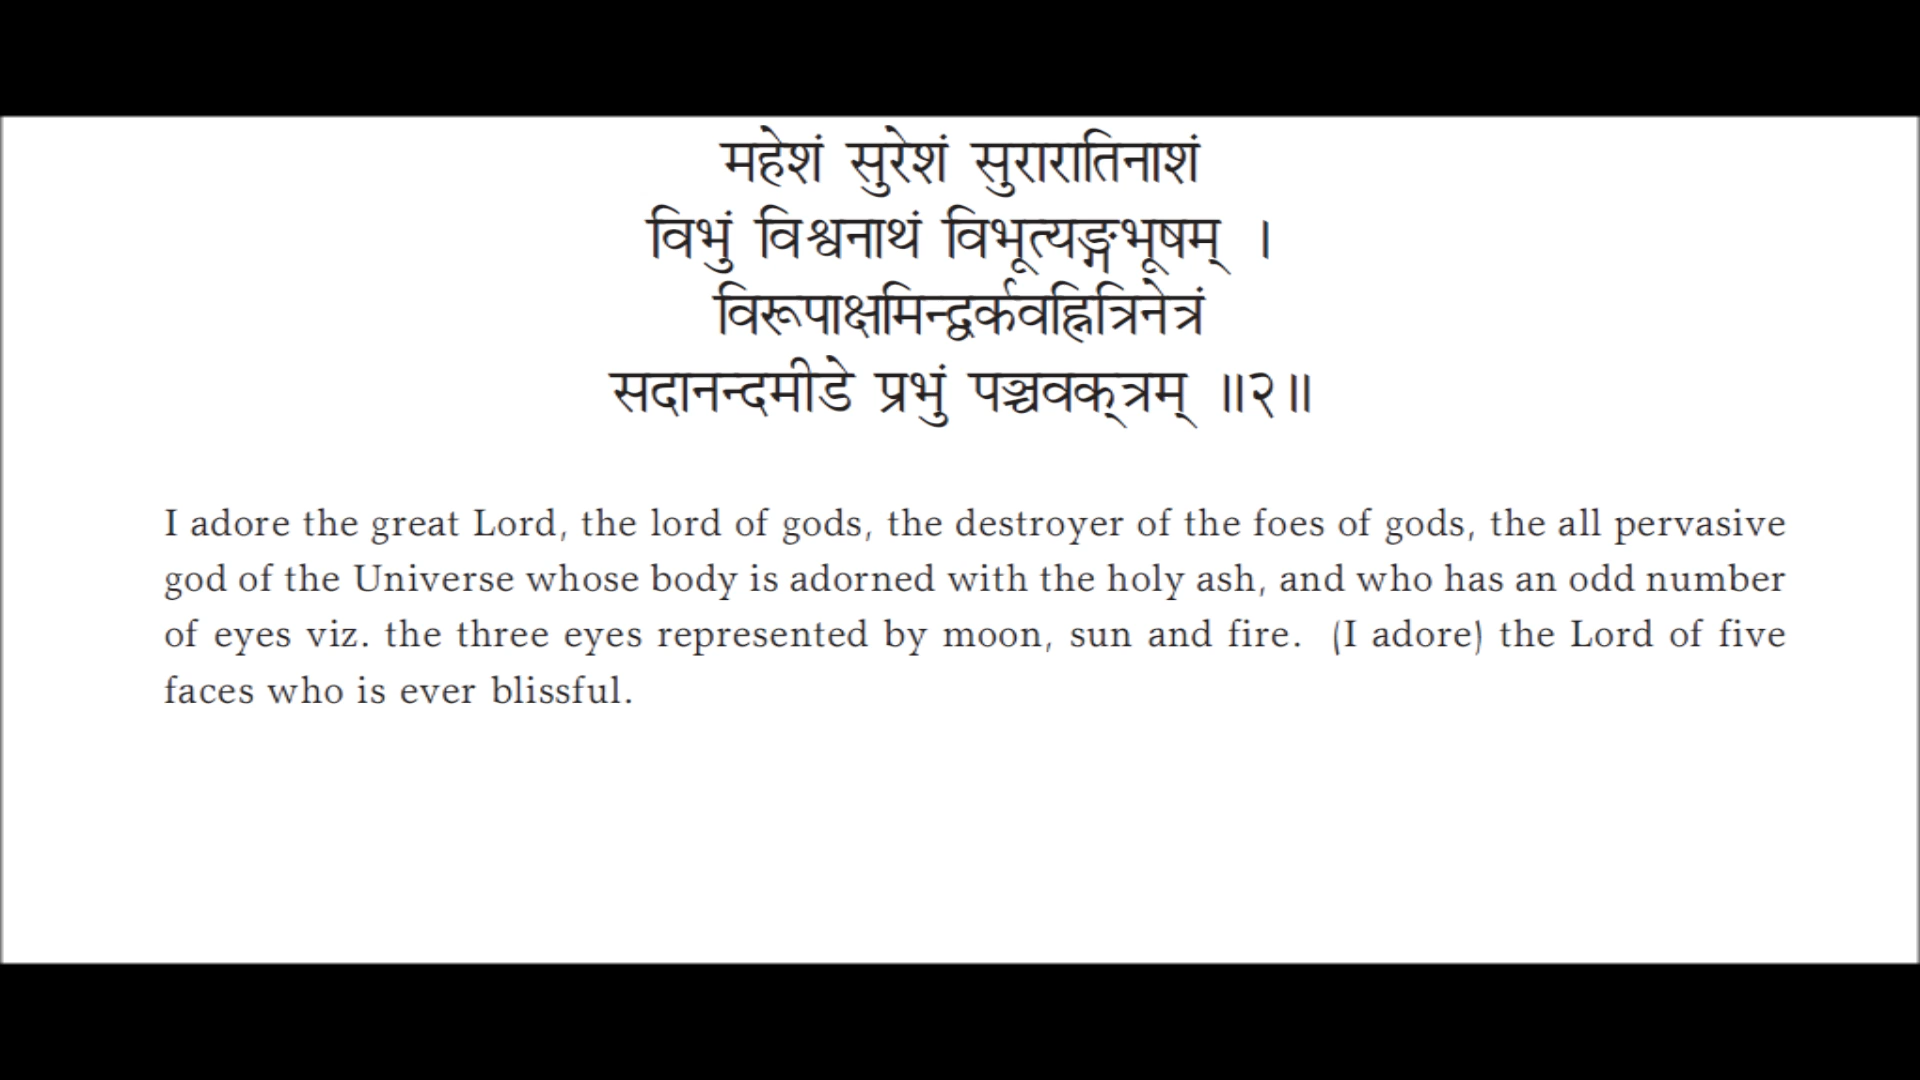 महेशं सुरेशं सुरारातिनाशं
विभुं विश्वनाथं विभूत्यङ्गभूषम् ।
विरूपाक्षमिन्द्वर्कवह्नित्रिनेत्रं
सदानन्दमीडे प्रभुं पञ्चवक्त्रम् ॥२॥
I adore the great Lord, the lord of gods, the destroyer of the foes of gods, the all pervasive
god of the Universe whose body is adorned with the holy ash, and who has an odd number
of eyes viz. the three eyes represented by moon, sun and fire.  (I adore) the Lord of five
faces who is ever blissful.